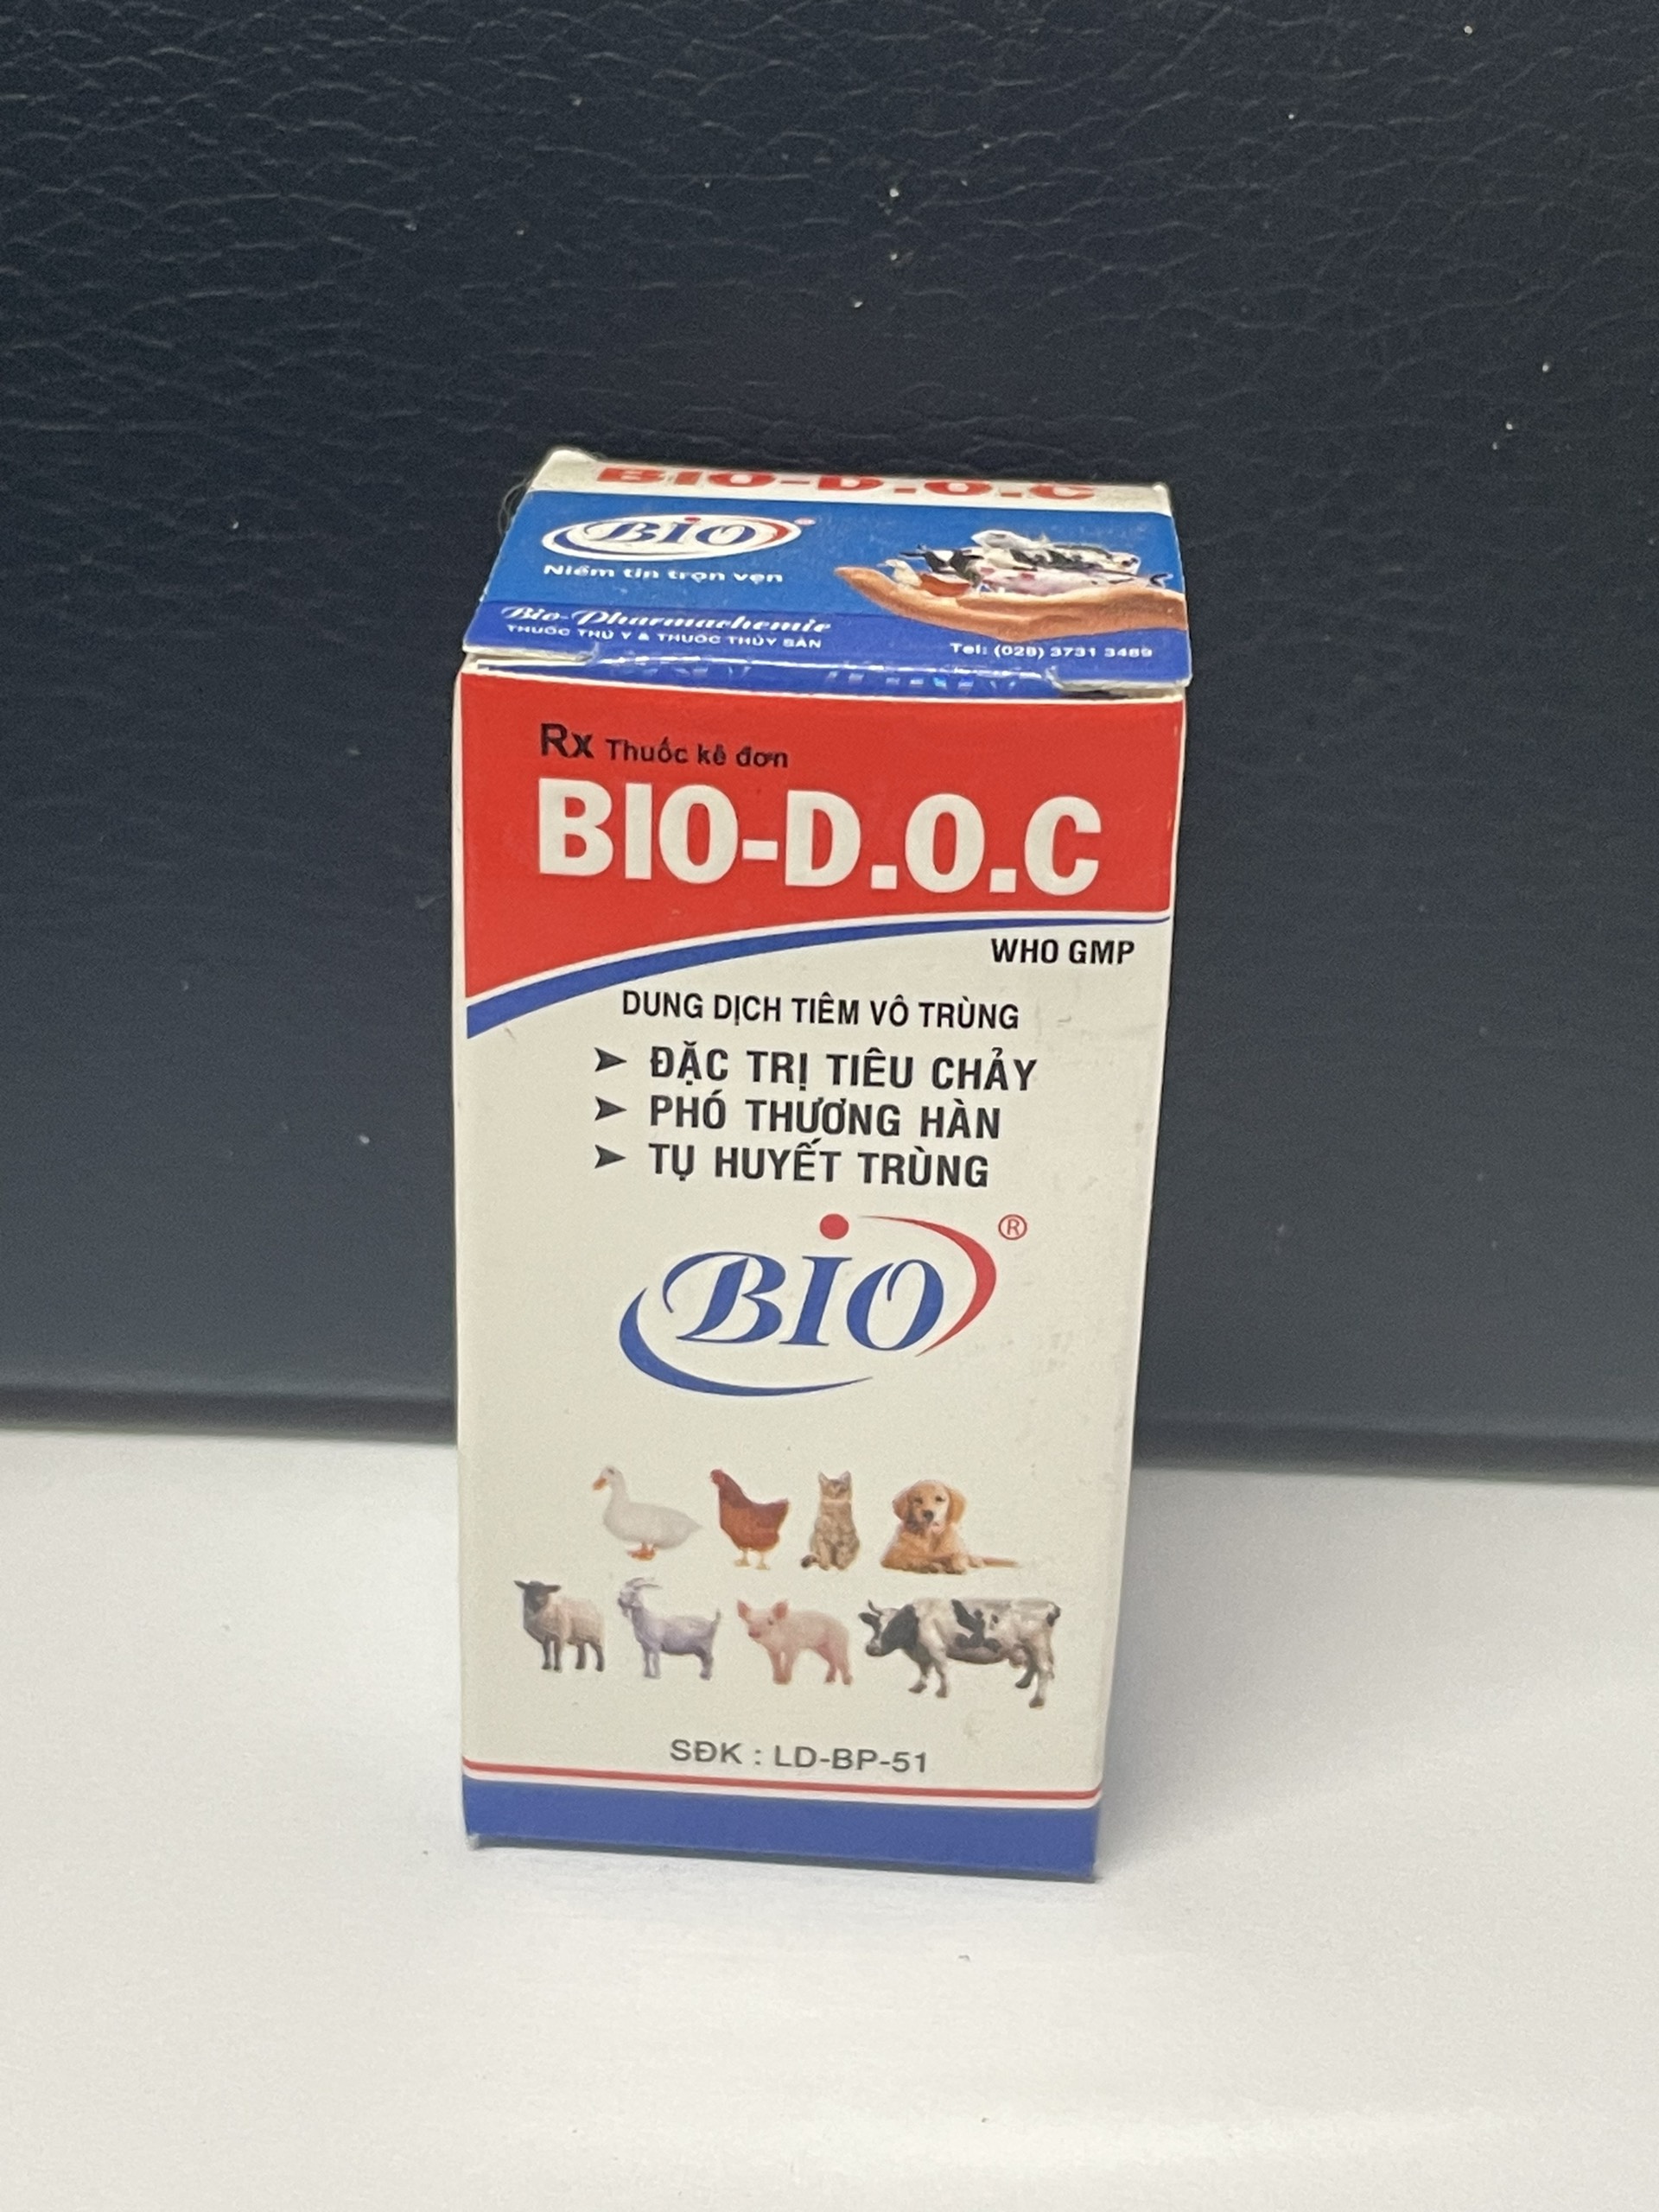 BIO-D.O.C
BIO®
Niềm tin trọn vẹn
Bio-Pharmachemie
THUỐC THÚ Y & THUỐC THỦY SẢN
Tel: (028) 3731 3489
Rx Thuốc kê đơn
BIO-D.O.C
WHO GMP
DUNG DỊCH TIÊM VÔ TRÙNG
➤ ĐẶC TRỊ TIÊU CHẢY
➤ PHÓ THƯƠNG HÀN
➤ TỤ HUYẾT TRÙNG
BIO®
SĐK : LD-BP-51